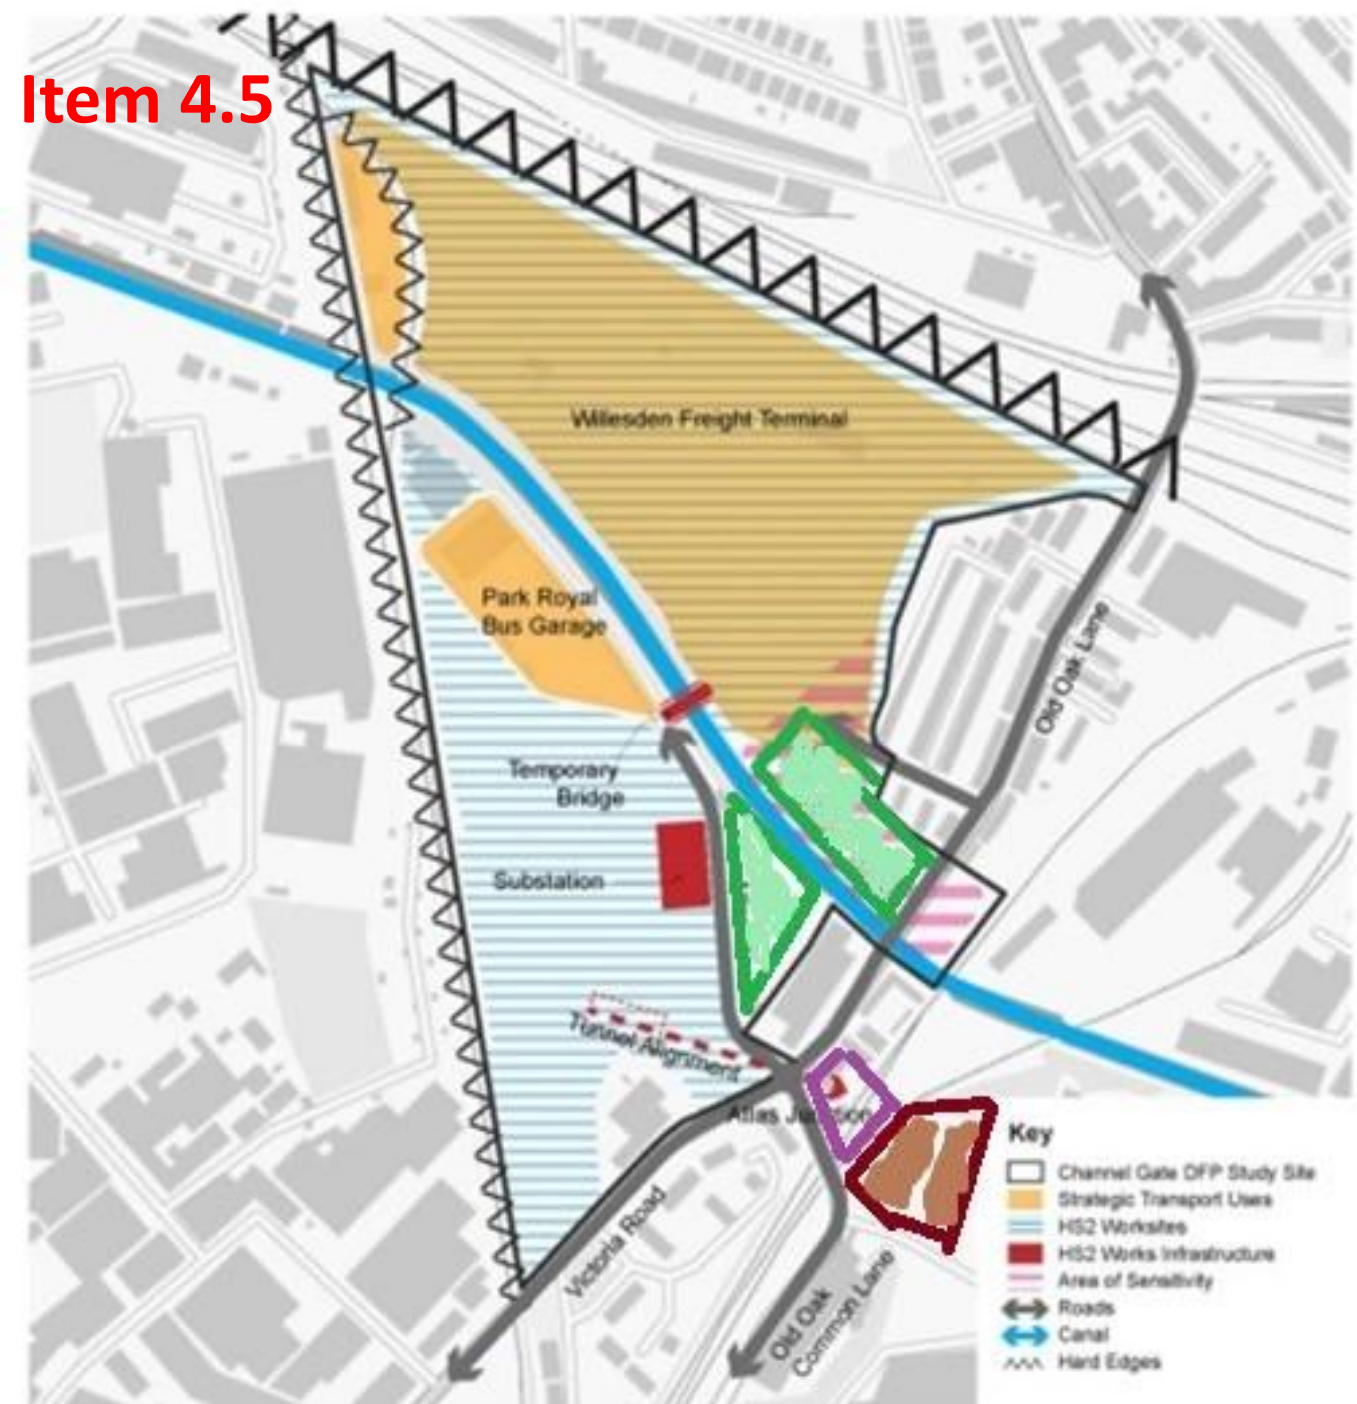 Item 4.5
Willesden Freight Terminal
Park Royal
Bus Garage
Old Oak Lane
Temporary
Bridge
Substation
Tunnel Alignment
Atlas
Victoria Road
Old Oak
Common Lane
Key
Channel Gate DFP Study Site
Strategic Transport Uses
HS2 Worksites
HS2 Works Infrastructure
Area of Sensitivity
Roads
Canal
Hard Edges